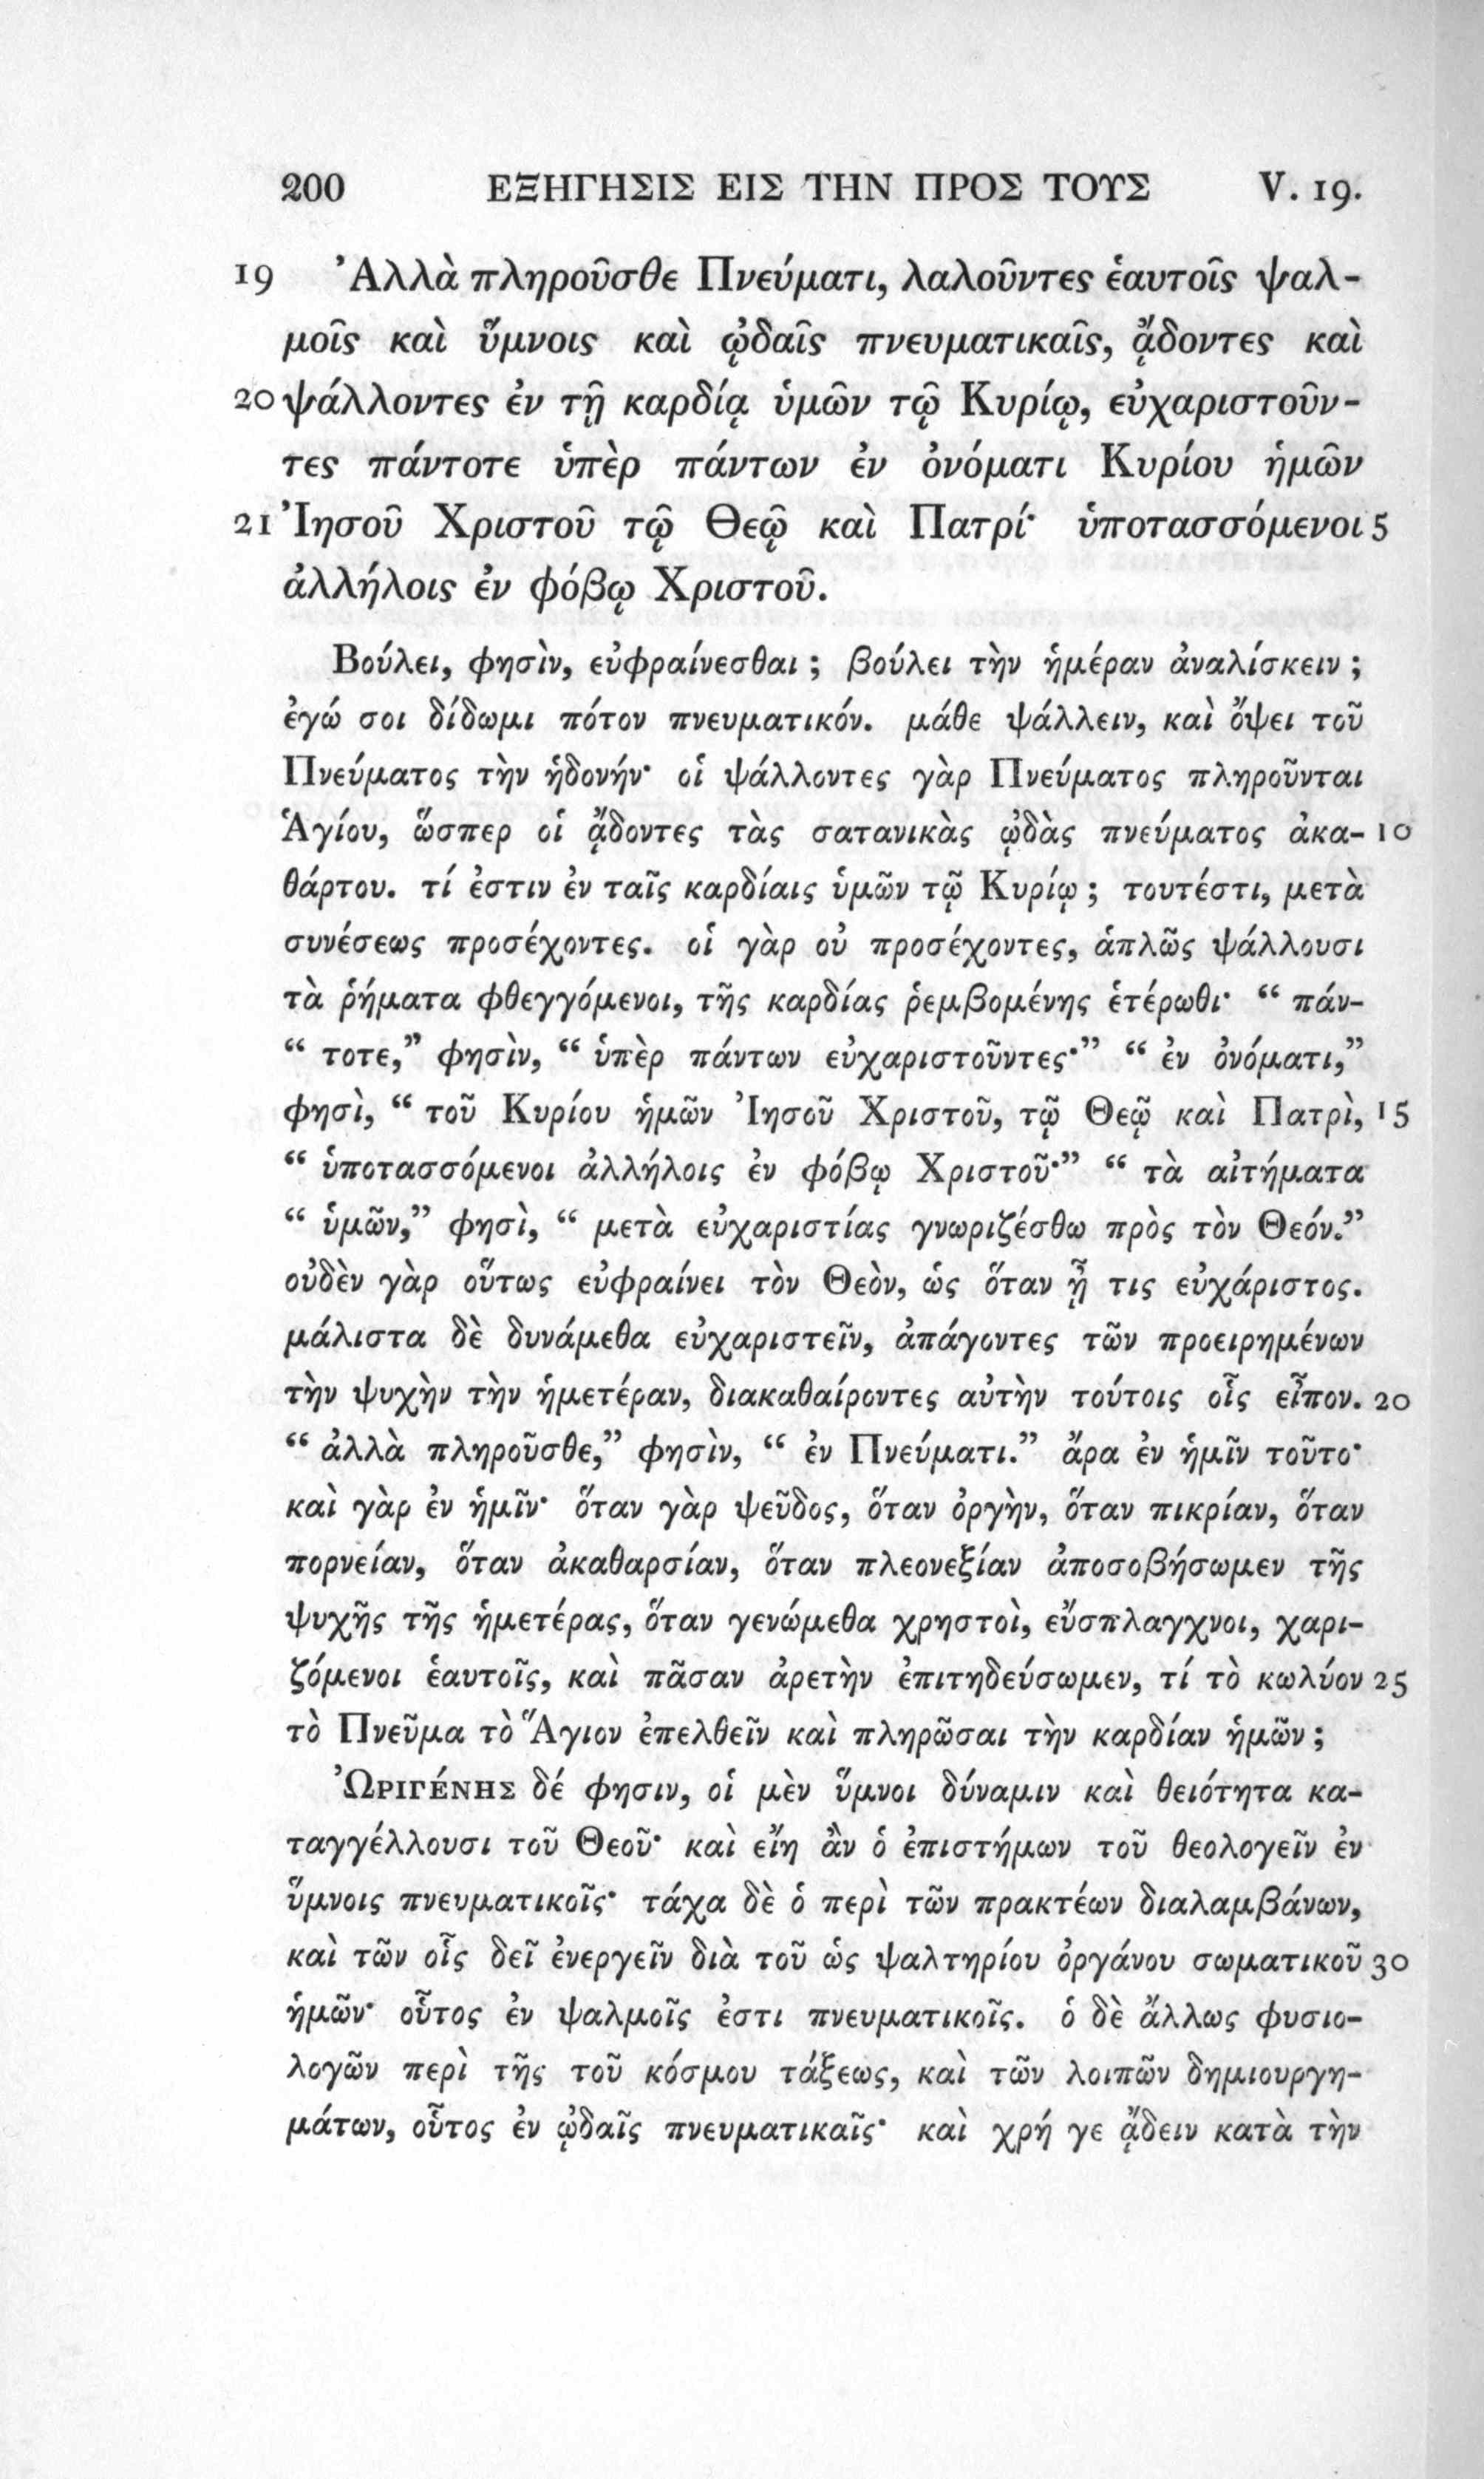 200 ΕΞΗΓΗΣΙΣ ΕΙΣ ΤΗΝ ΠΡΟΣ ΤΟΥΣ V. 19.
19 Ἀλλὰ πληροῦσθε Πνεύματι, λαλοῦντες ἑαυτοῖς ψαλ-
μοῖς καὶ ὕμνοις καὶ ᾠδαῖς πνευματικαῖς, ᾄδοντες καὶ
20 ψάλλοντες ἐν τῇ καρδίᾳ ὑμῶν τῷ Κυρίῳ, εὐχαριστοῦν-
τες πάντοτε ὑπὲρ πάντων ἐν ὀνόματι Κυρίου ἡμῶν
21 Ἰησοῦ Χριστοῦ τῷ Θεῷ καὶ Πατρί· ὑποτασσόμενοι 5
ἀλλήλοις ἐν φόβῳ Χριστοῦ.
Βούλει, φησὶν, εὐφραίνεσθαι ; βούλει τὴν ἡμέραν ἀναλίσκειν ;
ἐγώ σοι δίδωμι πότον πνευματικόν. μάθε ψάλλειν, καὶ ὄψει τοῦ
Πνεύματος τὴν ἡδονήν· οἱ ψάλλοντες γὰρ Πνεύματος πληροῦνται
Ἁγίου, ὥσπερ οἱ ᾄδοντες τὰς σατανικὰς ᾠδὰς πνεύματος ἀκα- 10
θάρτου. τί ἐστιν ἐν ταῖς καρδίαις ὑμῶν τῷ Κυρίῳ ; τουτέστι, μετὰ
συνέσεως προσέχοντες. οἱ γὰρ οὐ προσέχοντες, ἁπλῶς ψάλλουσι
τὰ ῥήματα φθεγγόμενοι, τῆς καρδίας ῥεμβομένης ἑτέρωθι· “ πάν-
“ τοτε,” φησὶν, “ ὑπὲρ πάντων εὐχαριστοῦντες·” “ ἐν ὀνόματι,”
φησὶ, “ τοῦ Κυρίου ἡμῶν Ἰησοῦ Χριστοῦ, τῷ Θεῷ καὶ Πατρὶ, 15
“ ὑποτασσόμενοι ἀλλήλοις ἐν φόβῳ Χριστοῦ·” “ τὰ αἰτήματα
“ ὑμῶν,” φησὶ, “ μετὰ εὐχαριστίας γνωριζέσθω πρὸς τὸν Θεόν.”
οὐδὲν γὰρ οὕτως εὐφραίνει τὸν Θεὸν, ὡς ὅταν ᾖ τις εὐχάριστος.
μάλιστα δὲ δυνάμεθα εὐχαριστεῖν, ἀπάγοντες τῶν προειρημένων
τὴν ψυχὴν τὴν ἡμετέραν, διακαθαίροντες αὐτὴν τούτοις οἷς εἶπον. 20
“ ἀλλὰ πληροῦσθε,” φησὶν, “ ἐν Πνεύματι.” ἄρα ἐν ἡμῖν τοῦτο·
καὶ γὰρ ἐν ἡμῖν· ὅταν γὰρ ψεῦδος, ὅταν ὀργὴν, ὅταν πικρίαν, ὅταν
πορνείαν, ὅταν ἀκαθαρσίαν, ὅταν πλεονεξίαν ἀποσοβήσωμεν τῆς
ψυχῆς τῆς ἡμετέρας, ὅταν γενώμεθα χρηστοὶ, εὔσπλαγχνοι, χαρι-
ζόμενοι ἑαυτοῖς, καὶ πᾶσαν ἀρετὴν ἐπιτηδεύσωμεν, τί τὸ κωλύον 25
τὸ Πνεῦμα τὸ Ἅγιον ἐπελθεῖν καὶ πληρῶσαι τὴν καρδίαν ἡμῶν ;
ὨΡΙΓΈΝΗΣ δέ φησιν, οἱ μὲν ὕμνοι δύναμιν καὶ θειότητα κα-
ταγγέλλουσι τοῦ Θεοῦ· καὶ εἴη ἂν ὁ ἐπιστήμων τοῦ θεολογεῖν ἐν
ὕμνοις πνευματικοῖς· τάχα δὲ ὁ περὶ τῶν πρακτέων διαλαμβάνων,
καὶ τῶν οἷς δεῖ ἐνεργεῖν διὰ τοῦ ὡς ψαλτηρίου ὀργάνου σωματικοῦ 30
ἡμῶν· οὗτος ἐν ψαλμοῖς ἐστι πνευματικοῖς. ὁ δὲ ἄλλως φυσιο-
λογῶν περὶ τῆς τοῦ κόσμου τάξεως, καὶ τῶν λοιπῶν δημιουργη-
μάτων, οὗτος ἐν ᾠδαῖς πνευματικαῖς· καὶ χρή γε ᾄδειν κατὰ τὴν